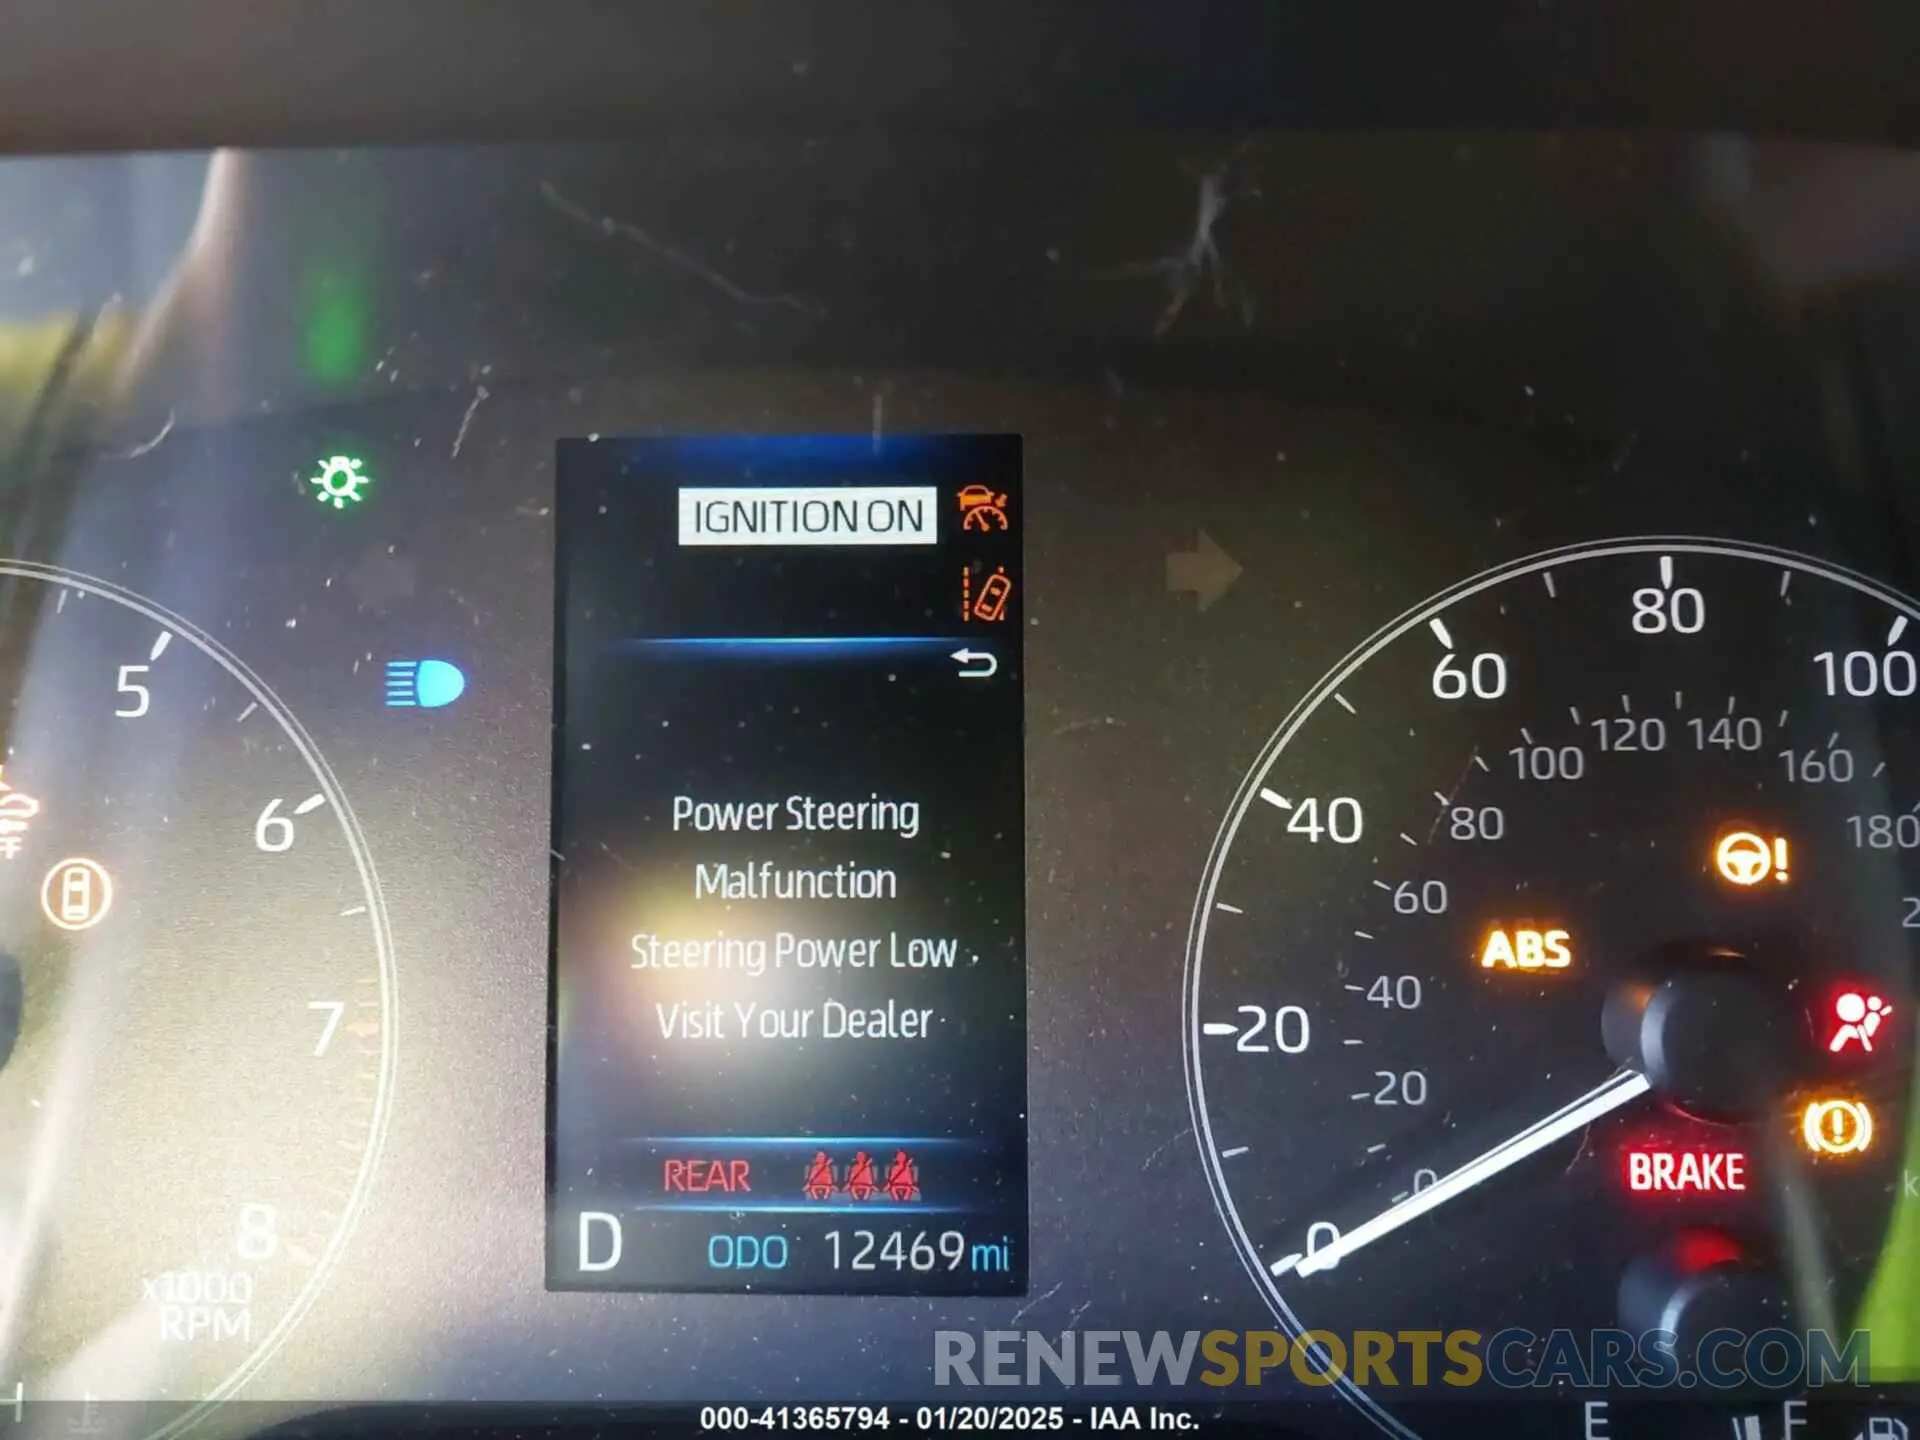 IGNITION ON
Power Steering
Malfunction
Steering Power Low
Visit Your Dealer
REAR
D ODO 12469 mi
5
6
7
8
x1000
RPM
0
20
40
60
80
100
0
20
40
60
80
100
120
140
160
180
ABS
BRAKE
E
F
RENEWSPORTSCARS.COM
000-41365794 - 01/20/2025 - IAA Inc.